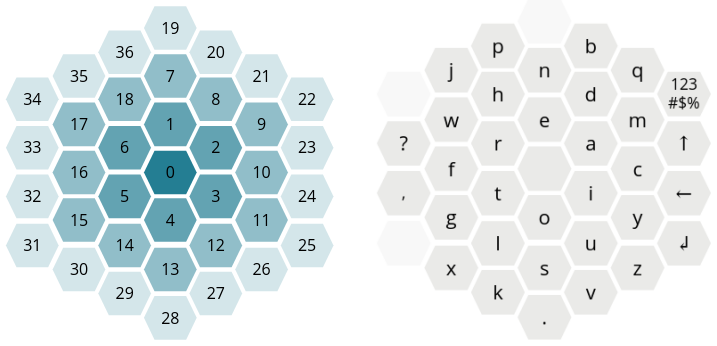 19
36 20
35 7 21
34 18 8 22
17 1 9
33 6 2 23
16 0 10
32 5 3 24
15 4 11
31 14 12 25
30 13 26
29 27
28
p b
j n q
h d 123
#$%
w e m
? r a ↑
f c
, t i ←
g o y
l u ↲
x s z
k v
.